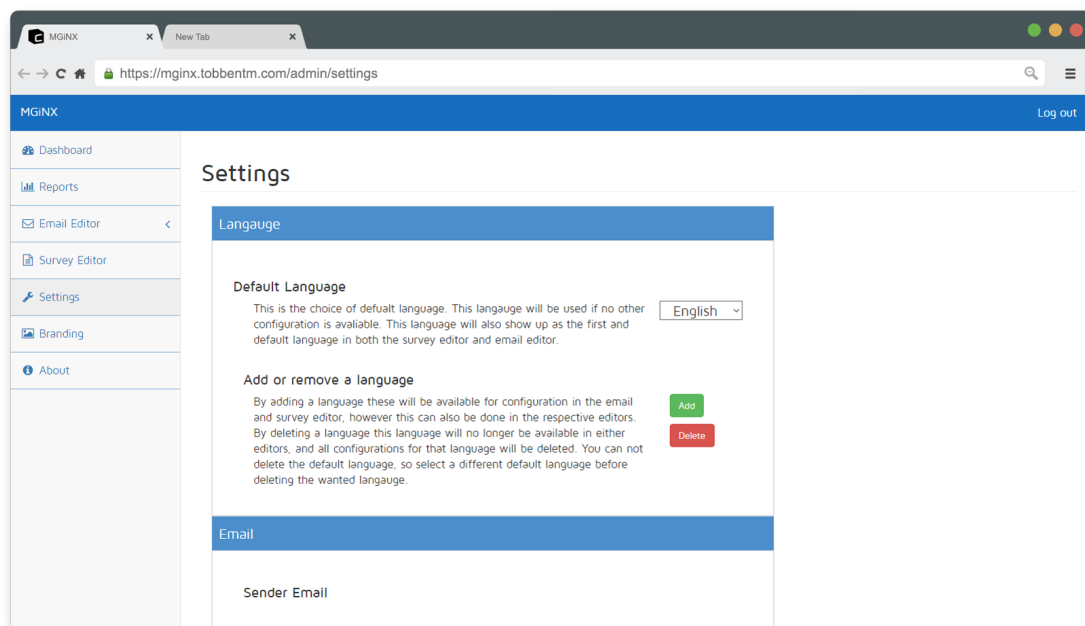 MGiNX
New Tab
https://mginx.tobbentm.com/admin/settings
MGiNX
Log out
Dashboard
Reports
Email Editor
Survey Editor
Settings
Branding
About
Settings
Langauge
Default Language
This is the choice of defualt language. This langauge will be used if no other
configuration is avaliable. This language will also show up as the first and
default language in both the survey editor and email editor.
English
Add or remove a language
By adding a language these will be available for configuration in the email
and survey editor, however this can also be done in the respective editors.
By deleting a language this language will no longer be available in either
editors, and all configurations for that language will be deleted. You can not
delete the default language, so select a different default language before
deleting the wanted langauge.
Add
Delete
Email
Sender Email